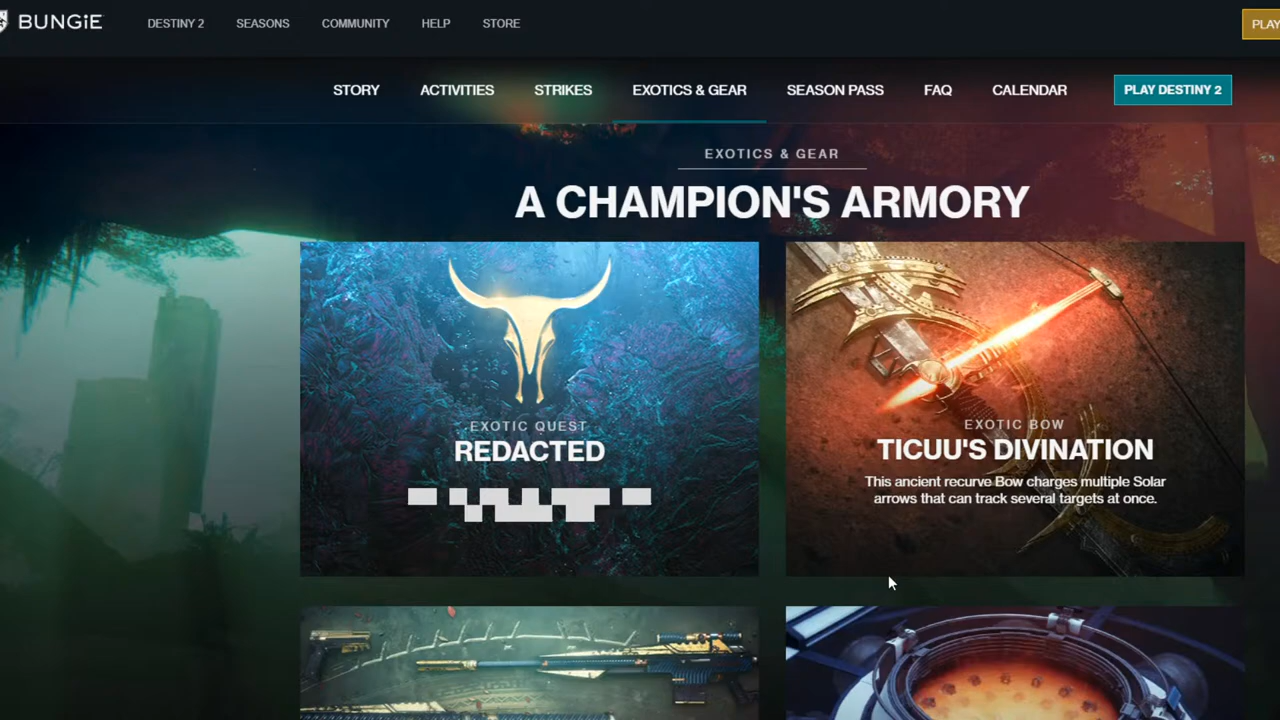 BUNGiE
DESTINY 2
SEASONS
COMMUNITY
HELP
STORE
PLAY
STORY
ACTIVITIES
STRIKES
EXOTICS & GEAR
SEASON PASS
FAQ
CALENDAR
PLAY DESTINY 2
EXOTICS & GEAR
A CHAMPION'S ARMORY
EXOTIC QUEST
REDACTED
EXOTIC BOW
TICUU'S DIVINATION
This ancient recurve Bow charges multiple Solar
arrows that can track several targets at once.